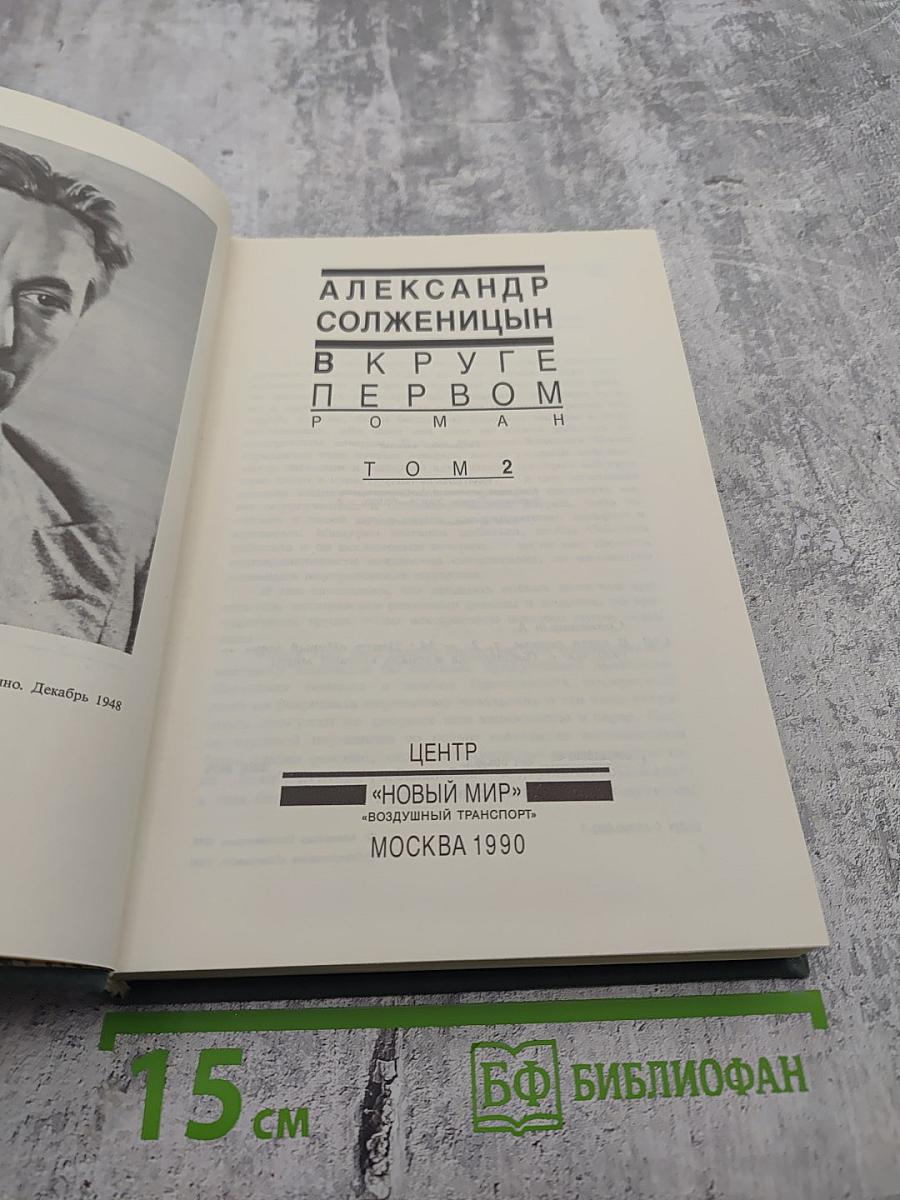 АЛЕКСАНДР
СОЛЖЕНИЦЫН
В КРУГЕ
ПЕРВОМ
РОМАН
ТОМ 2
Декабрь 1948
ЦЕНТР
«НОВЫЙ МИР»
«ВОЗДУШНЫЙ ТРАНСПОРТ»
МОСКВА 1990
15 см
БФ БИБЛИОФАН